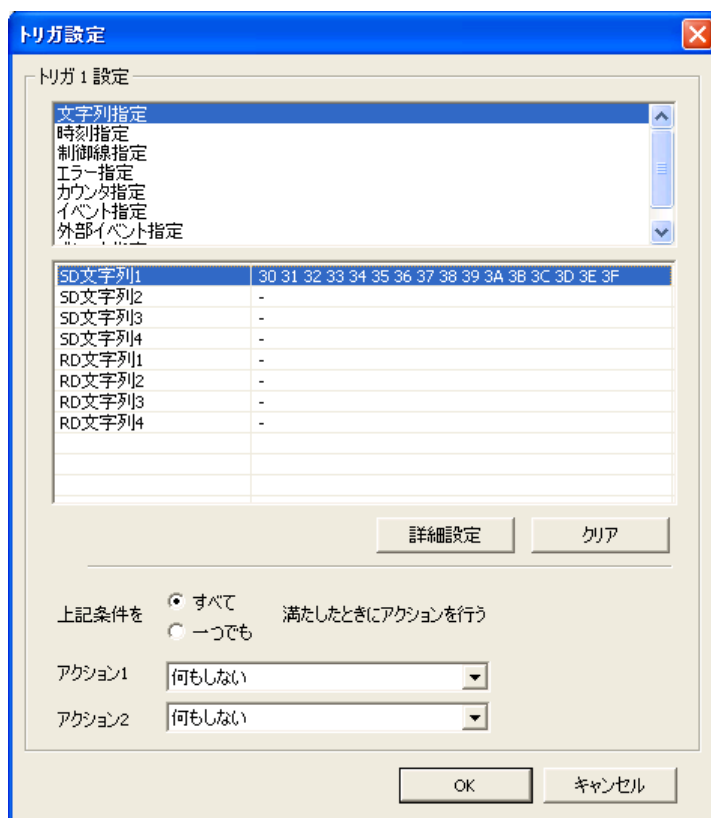 トリガ設定
トリガ 1 設定
文字列指定
時刻指定
制御線指定
エラー指定
カウンタ指定
イベント指定
外部イベント指定
SD文字列1 30 31 32 33 34 35 36 37 38 39 3A 3B 3C 3D 3E 3F
SD文字列2 -
SD文字列3 -
SD文字列4 -
RD文字列1 -
RD文字列2 -
RD文字列3 -
RD文字列4 -
詳細設定 クリア
上記条件を すべて 満たしたときにアクションを行う
一つでも
アクション1 何もしない
アクション2 何もしない
OK キャンセル